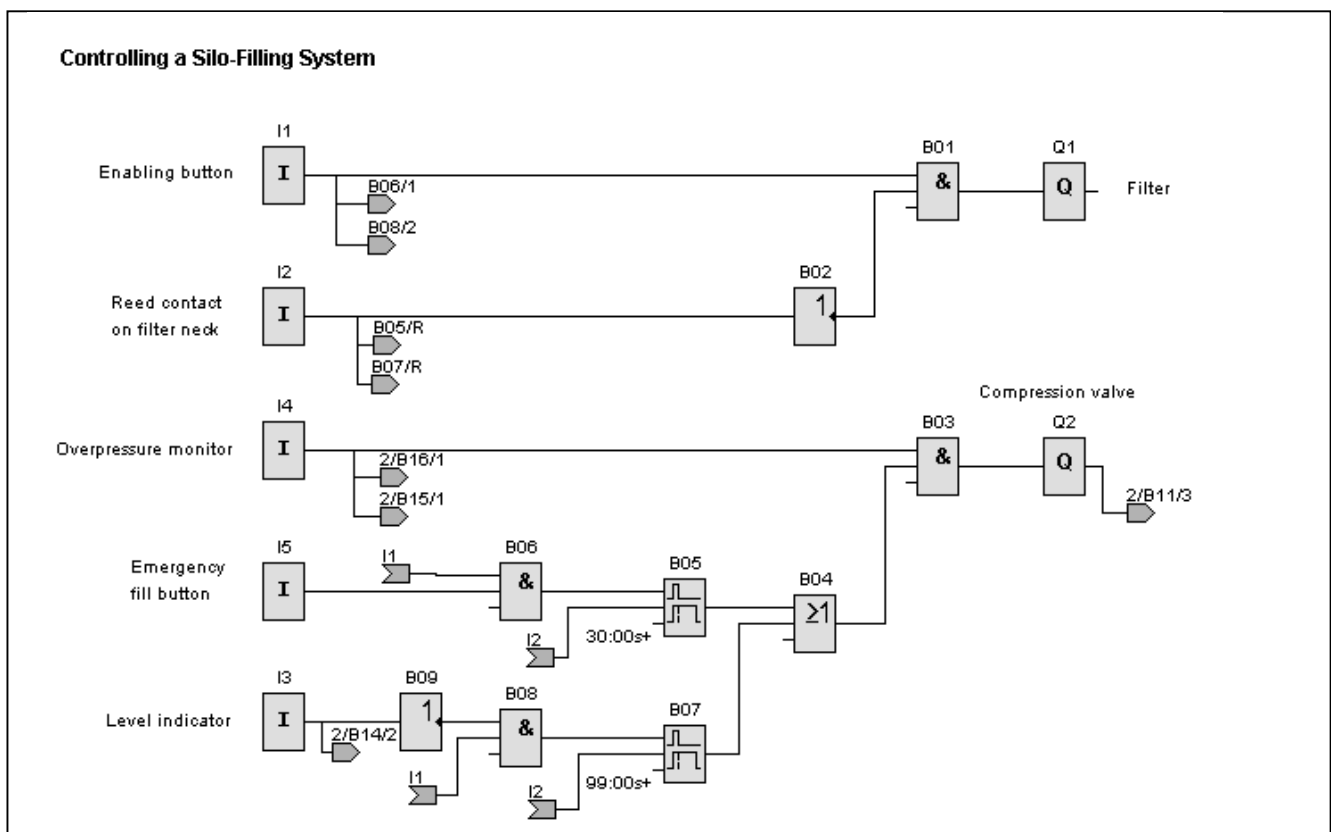 Controlling a Silo-Filling System
I1
B01
Q1
Enabling button
I
&
Q
Filter
B06/1
B08/2
I2
B02
Reed contact
on filter neck
I
1
B05/R
B07/R
Compression valve
I4
B03
Q2
Overpressure monitor
I
&
Q
2/B16/1
2/B15/1
2/B11/3
I5
I1
B06
B05
B04
Emergency
fill button
I
&
≥1
I2
30:00s+
I3
B09
B08
B07
Level indicator
I
1
&
2/B14/2
I1
I2
99:00s+